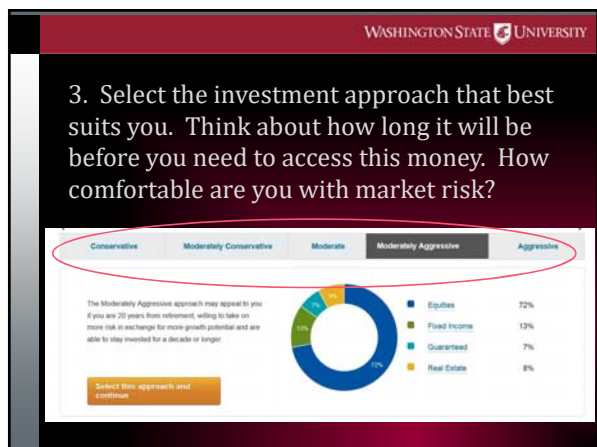 WASHINGTON STATE UNIVERSITY
3. Select the investment approach that best
suits you. Think about how long it will be
before you need to access this money. How
comfortable are you with market risk?
Conservative Moderately Conservative Moderate Moderately Aggressive Aggressive
The Moderately Aggressive approach may appeal to you
if you are 20 years from retirement, willing to take on
more risk in exchange for more growth potential and are
able to stay invested for a decade or longer.
Select this approach and
continue
8%
7%
13%
72%
Equities 72%
Fixed Income 13%
Guaranteed 7%
Real Estate 8%